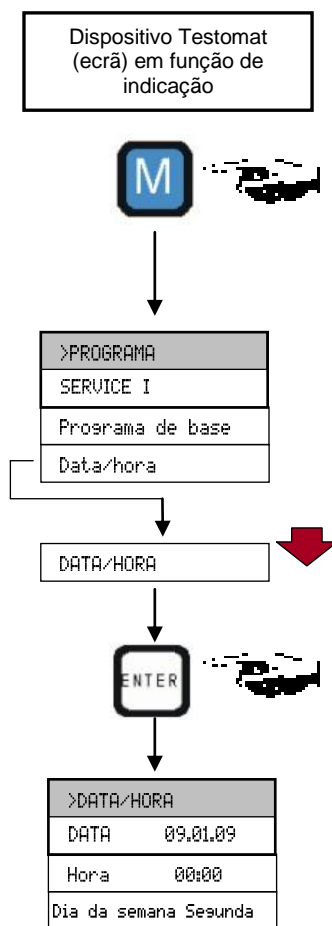 Dispositivo Testomat
(ecrã) em função de
indicação
M
>PROGRAMA
SERVICE I
Programa de base
Data/hora
DATA/HORA
ENTER
>DATA/HORA
DATA 09.01.09
Hora 00:00
Dia da semana Segunda